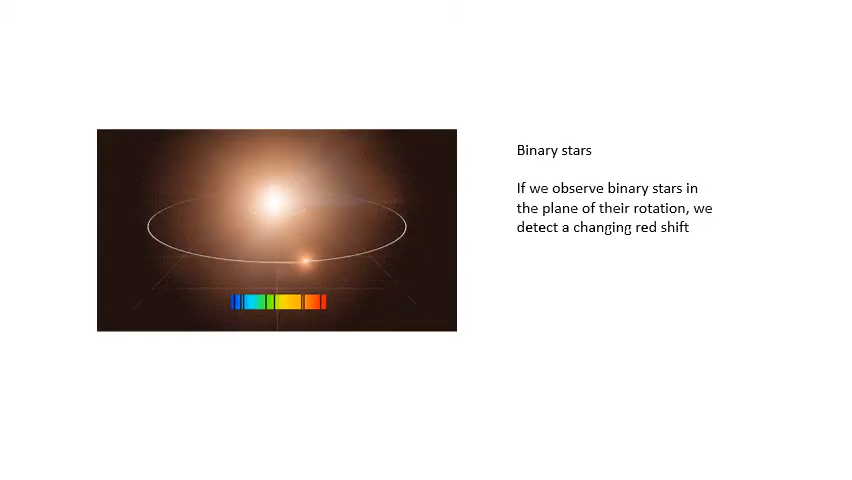 Binary stars
If we observe binary stars in
the plane of their rotation, we
detect a changing red shift